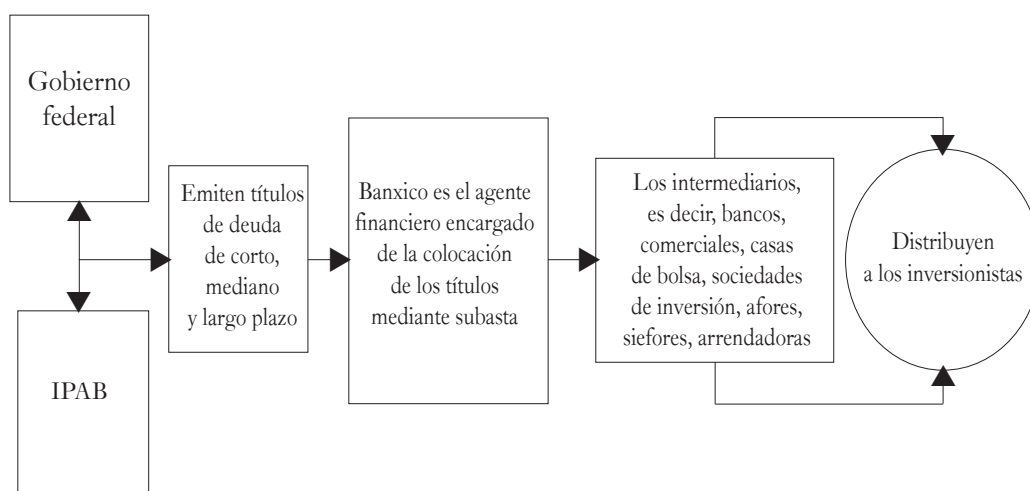 Gobierno
federal
IPAB
Emiten títulos
de deuda
de corto,
mediano
y largo plazo
Banxico es el agente
financiero encargado
de la colocación
de los títulos
mediante subasta
Los intermediarios,
es decir, bancos,
comerciales, casas
de bolsa, sociedades
de inversión, afores,
siefores, arrendadoras
Distribuyen
a los inversionistas